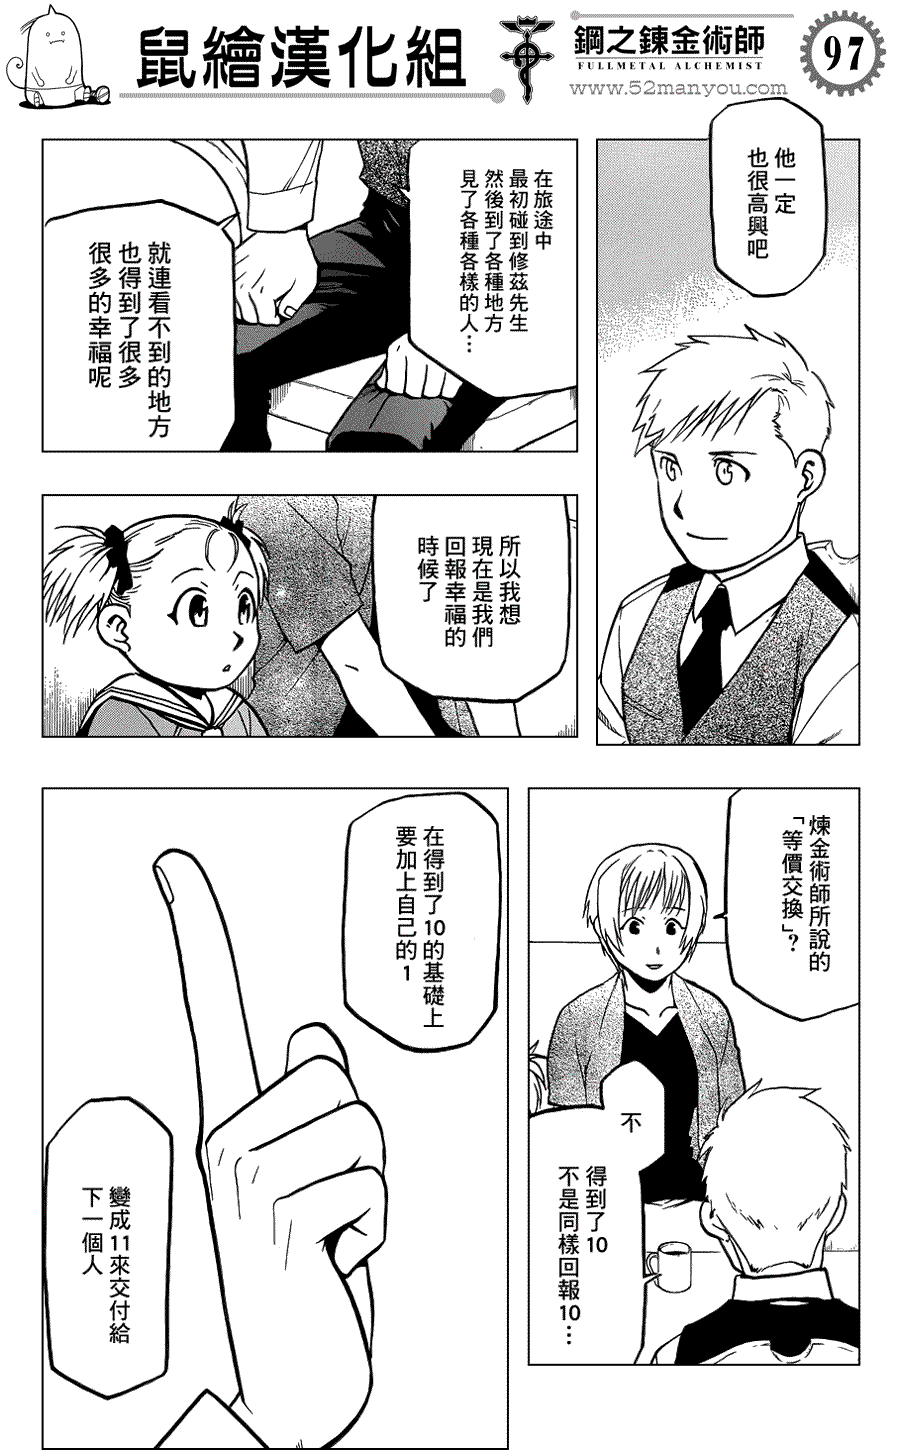 鼠繪漢化組
鋼之鍊金術師
FULLMETAL ALCHEMIST
www.52manyou.com
97
他一定
也很高興吧
在旅途中
最初碰到修茲先生
然後到了各種地方
見了各種各樣的人…
就連看不到的地方
也得到了很多
很多的幸福呢
所以我想
現在是我們
回報幸福的
時候了
煉金術師所說的
「等價交換」?
不
得到了10
不是同樣回報10…
在得到了10的基礎上
要加上自己的1
變成11來交付給
下一個人